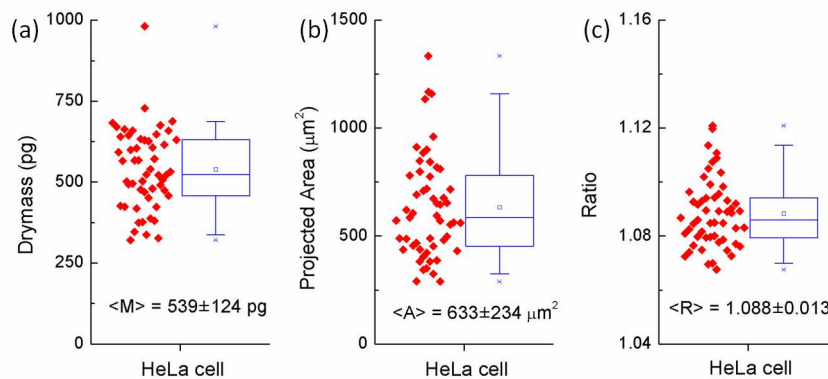 (a)
1000
750
500
250
0
Drymass (pg)
<M> = 539±124 pg
HeLa cell
(b)
1500
1000
500
0
Projected Area (μm²)
<A> = 633±234 μm²
HeLa cell
(c)
1.16
1.12
1.08
1.04
Ratio
<R> = 1.088±0.013
HeLa cell